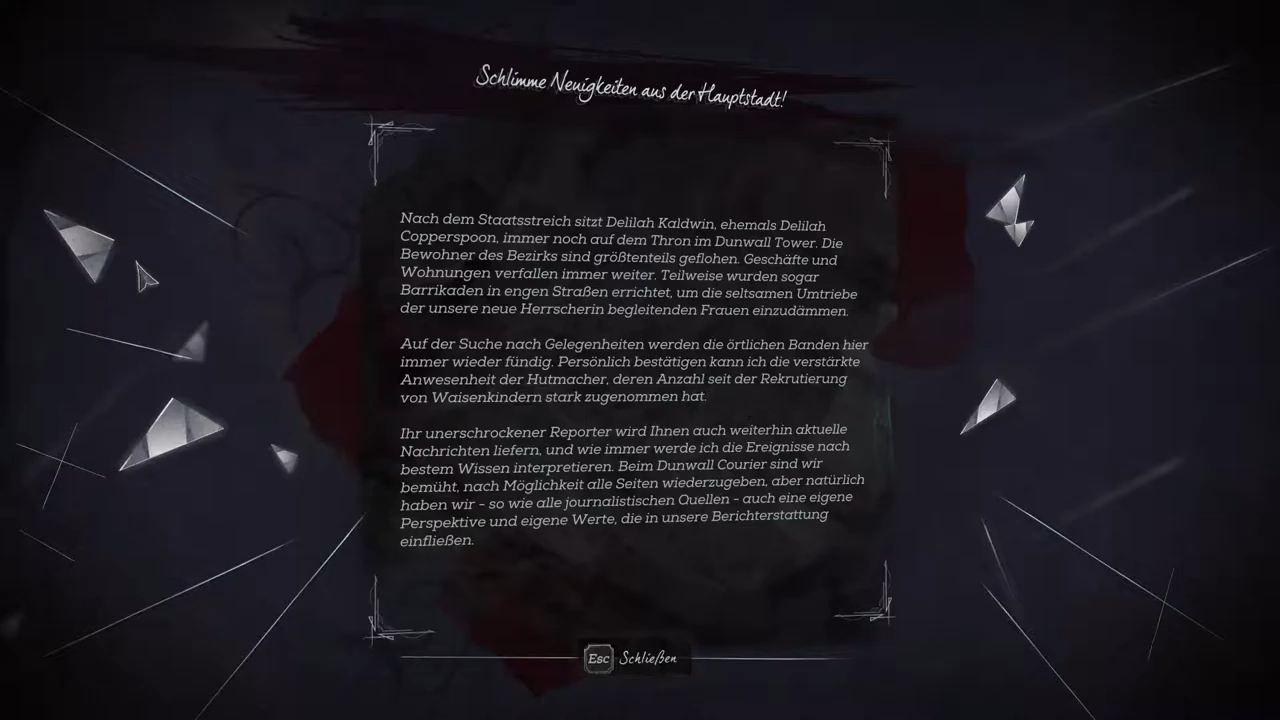 Schlimme Neuigkeiten aus der Hauptstadt!
Nach dem Staatsstreich sitzt Delilah Kaldwin, ehemals Delilah
Copperspoon, immer noch auf dem Thron im Dunwall Tower. Die
Bewohner des Bezirks sind größtenteils geflohen. Geschäfte und
Wohnungen verfallen immer weiter. Teilweise wurden sogar
Barrikaden in engen Straßen errichtet, um die seltsamen Umtriebe
der unsere neue Herrscherin begleitenden Frauen einzudämmen.
Auf der Suche nach Gelegenheiten werden die örtlichen Banden hier
immer wieder fündig. Persönlich bestätigen kann ich die verstärkte
Anwesenheit der Hutmacher, deren Anzahl seit der Rekrutierung
von Waisenkindern stark zugenommen hat.
Ihr unerschrockener Reporter wird Ihnen auch weiterhin aktuelle
Nachrichten liefern, und wie immer werde ich die Ereignisse nach
bestem Wissen interpretieren. Beim Dunwall Courier sind wir
bemüht, nach Möglichkeit alle Seiten wiederzugeben, aber natürlich
haben wir - so wie alle journalistischen Quellen - auch eine eigene
Perspektive und eigene Werte, die in unsere Berichterstattung
einfließen.
Esc Schließen